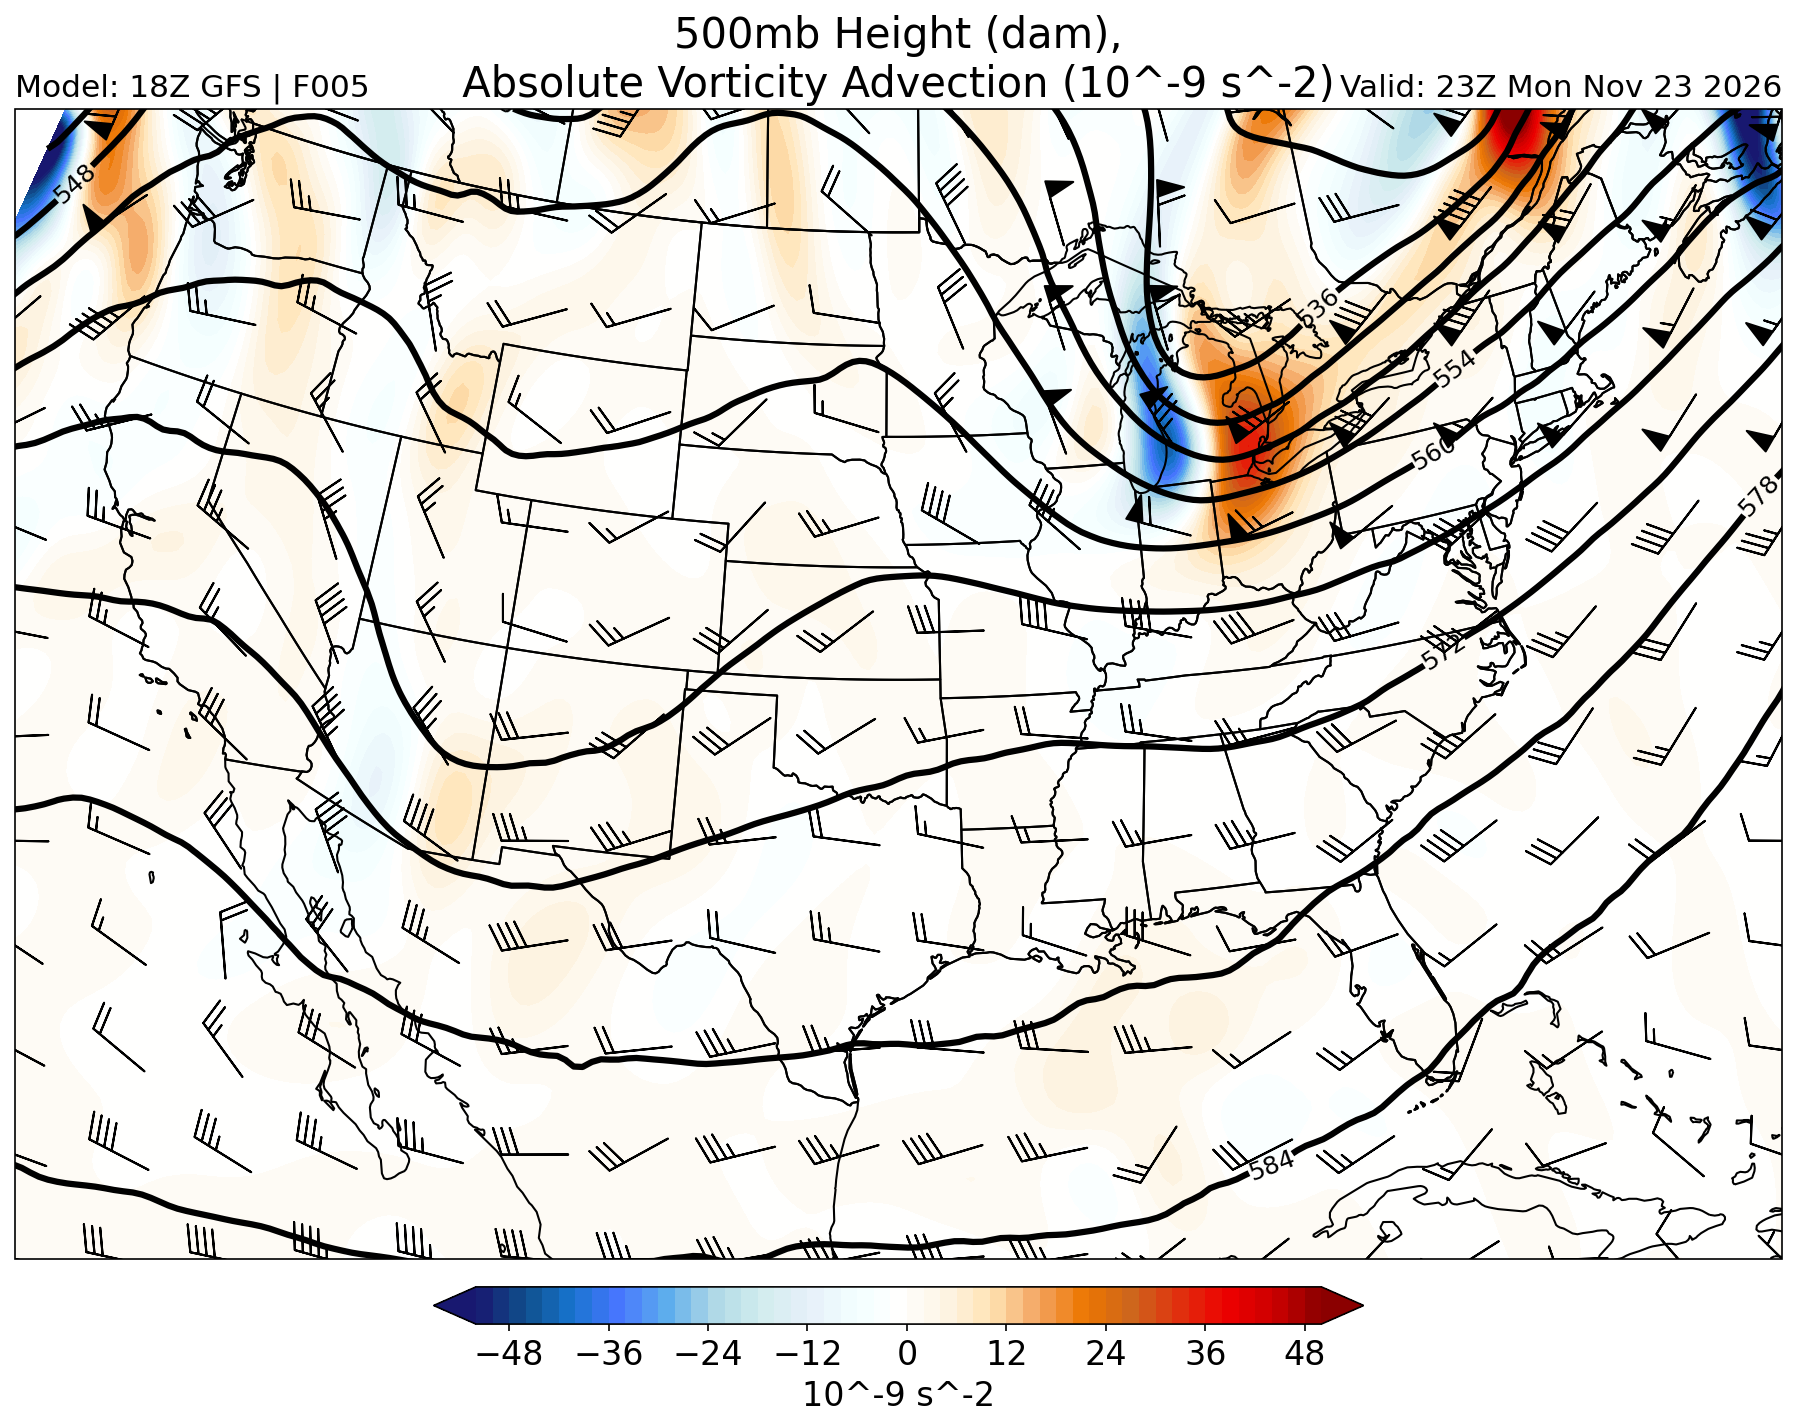 500mb Height (dam),
Model: 18Z GFS | F005
Absolute Vorticity Advection (10^-9 s^-2)
Valid: 23Z Mon Nov 23 2026
548
536
554
560
578
572
584
−48 −36 −24 −12 0 12 24 36 48
10^-9 s^-2